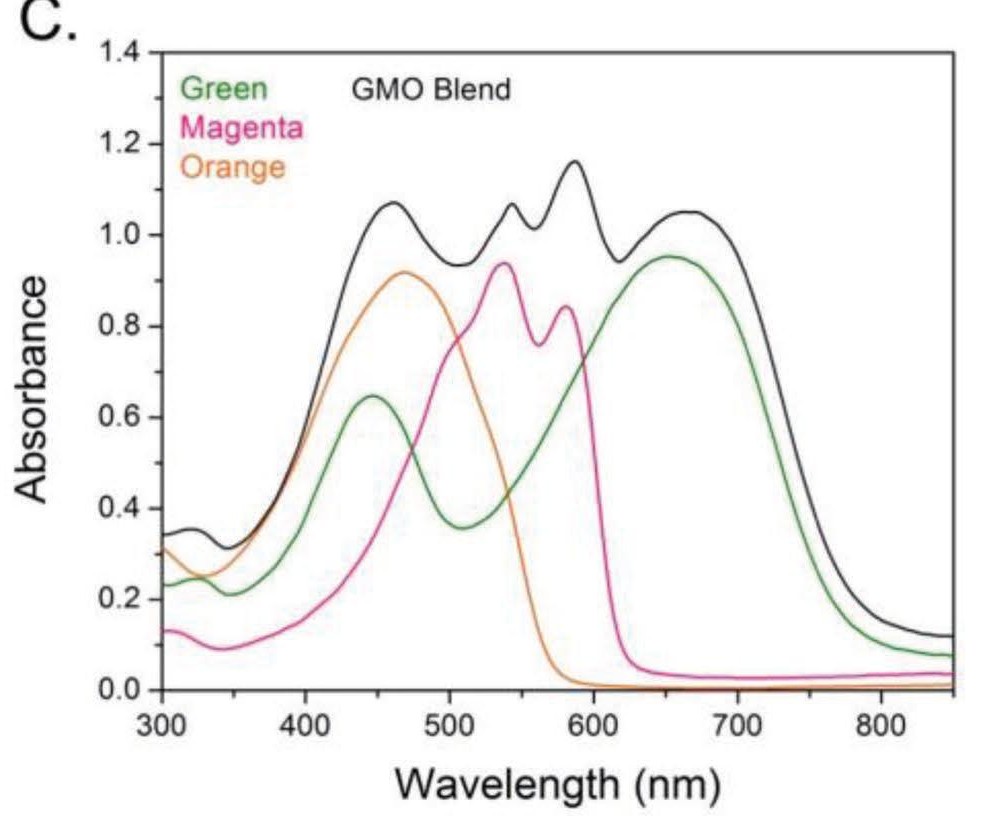 C.
Green
GMO Blend
Magenta
Orange
1.4
1.2
1.0
0.8
0.6
0.4
0.2
0.0
Absorbance
300 400 500 600 700 800
Wavelength (nm)